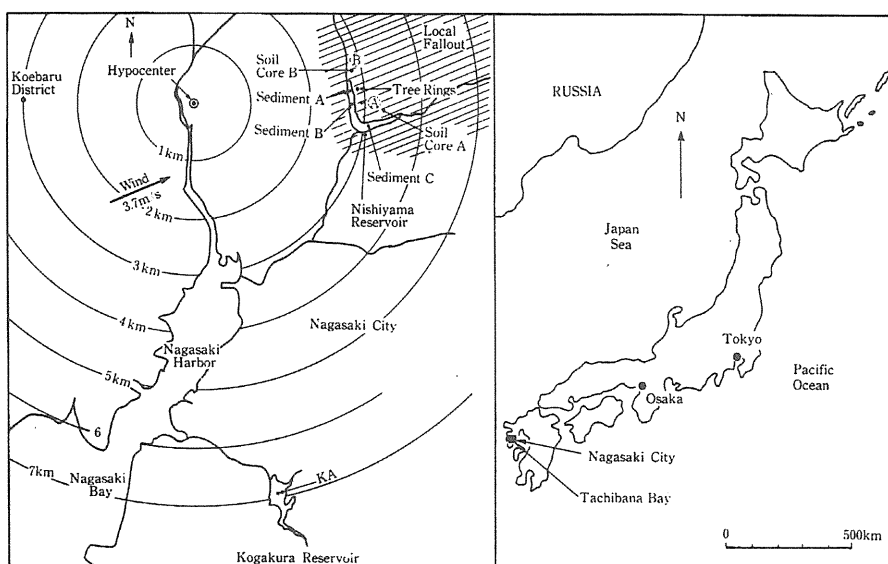 N
Koebaru
District
Hypocenter
Soil
Core B
B
Local
Fallout
Sediment A
Tree Rings
A
Sediment B
Soil
Core A
1km
Sediment C
Wind
3.7m/s
2km
Nishiyama
Reservoir
3km
4km
Nagasaki City
Nagasaki
Harbor
5km
6
7km
Nagasaki
Bay
KA
Kogakura Reservoir
RUSSIA
N
Japan
Sea
Tokyo
Pacific
Ocean
Osaka
Nagasaki City
Tachibana Bay
0
500km